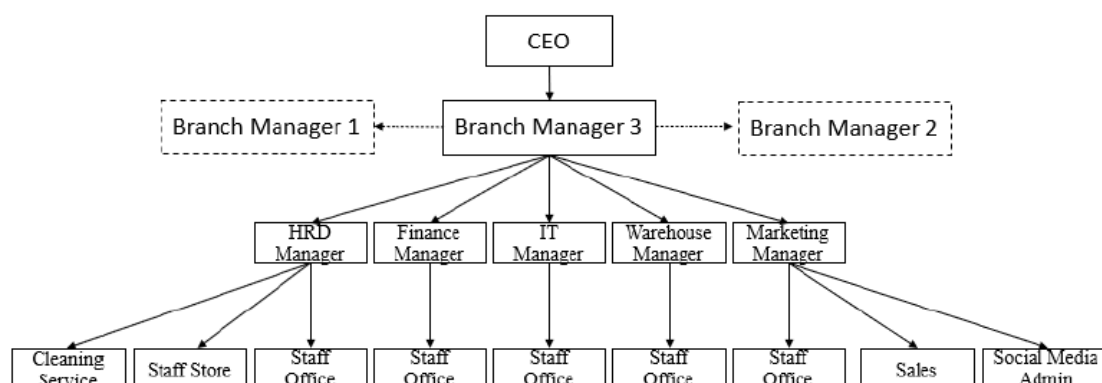 CEO
Branch Manager 1
Branch Manager 3
Branch Manager 2
HRD
Manager
Finance
Manager
IT
Manager
Warehouse
Manager
Marketing
Manager
Cleaning
Service
Staff Store
Staff
Office
Staff
Office
Staff
Office
Staff
Office
Staff
Office
Sales
Social Media
Admin